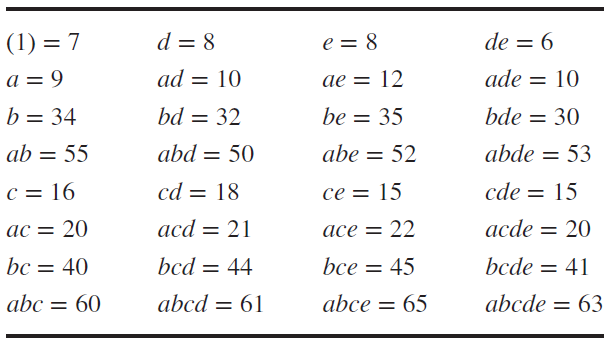 (1) = 7 d = 8 e = 8 de = 6
a = 9 ad = 10 ae = 12 ade = 10
b = 34 bd = 32 be = 35 bde = 30
ab = 55 abd = 50 abe = 52 abde = 53
c = 16 cd = 18 ce = 15 cde = 15
ac = 20 acd = 21 ace = 22 acde = 20
bc = 40 bcd = 44 bce = 45 bcde = 41
abc = 60 abcd = 61 abce = 65 abcde = 63